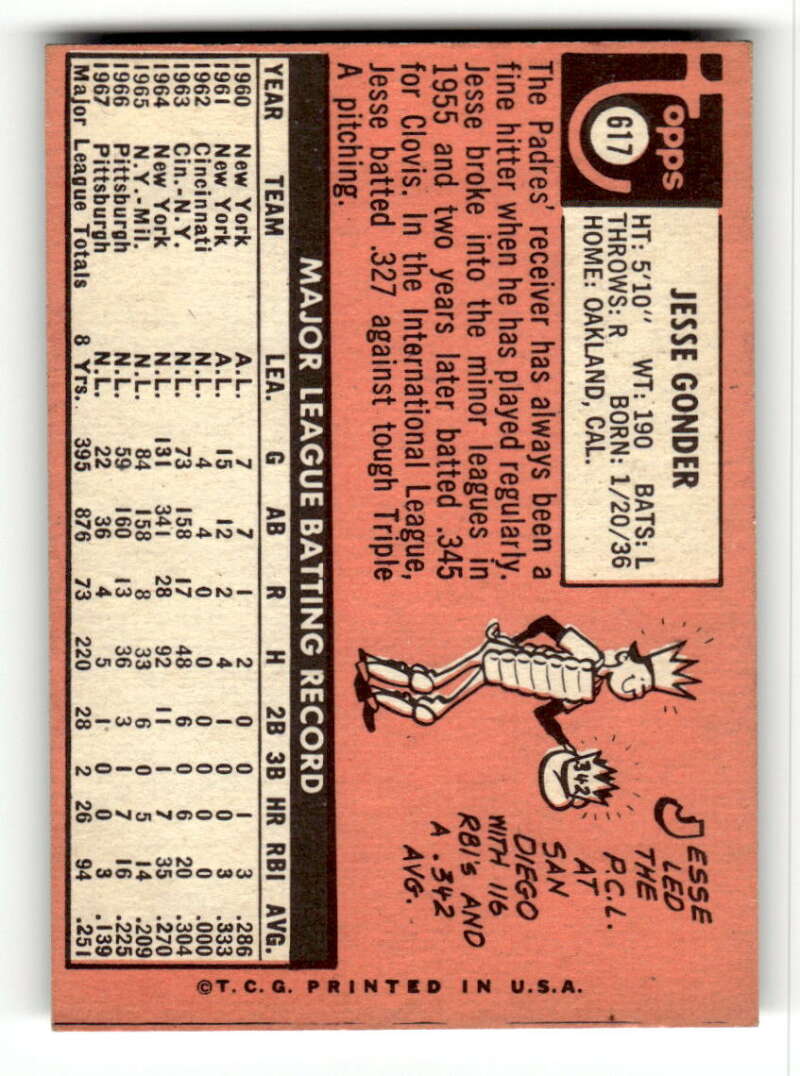 Topps
617
JESSE GONDER
HT: 5'10" WT: 190 BATS: L
THROWS: R BORN: 1/20/36
HOME: OAKLAND, CAL.
The Padres' receiver has always been a
fine hitter when he has played regularly.
Jesse broke into the minor leagues in
1955 and two years later batted .345
for Clovis. In the International League,
Jesse batted .327 against tough Triple
A pitching.
JESSE
LED
THE
P.C.L.
AT
SAN
DIEGO
WITH 116
RBI's AND
A .342
AVG.
342
MAJOR LEAGUE BATTING RECORD
YEAR TEAM LEA. G AB R H 2B 3B HR RBI AVG.
1960 New York A.L. 7 7 1 2 0 0 1 3 .286
1961 New York A.L. 15 12 2 4 1 0 0 3 .333
1962 Cincinnati N.L. 4 4 0 0 0 0 0 0 .000
1963 Cin.-N.Y. N.L. 73 158 17 48 6 0 6 20 .304
1964 New York N.L. 131 341 28 92 11 1 7 35 .270
1965 N.Y.-Mil. N.L. 84 158 8 33 6 0 5 14 .209
1966 Pittsburgh N.L. 59 160 13 36 3 1 7 16 .225
1967 Pittsburgh N.L. 22 36 4 5 1 0 0 3 .139
Major League Totals 8 Yrs. 395 876 73 220 28 2 26 94 .251
©T.C.G. PRINTED IN U.S.A.